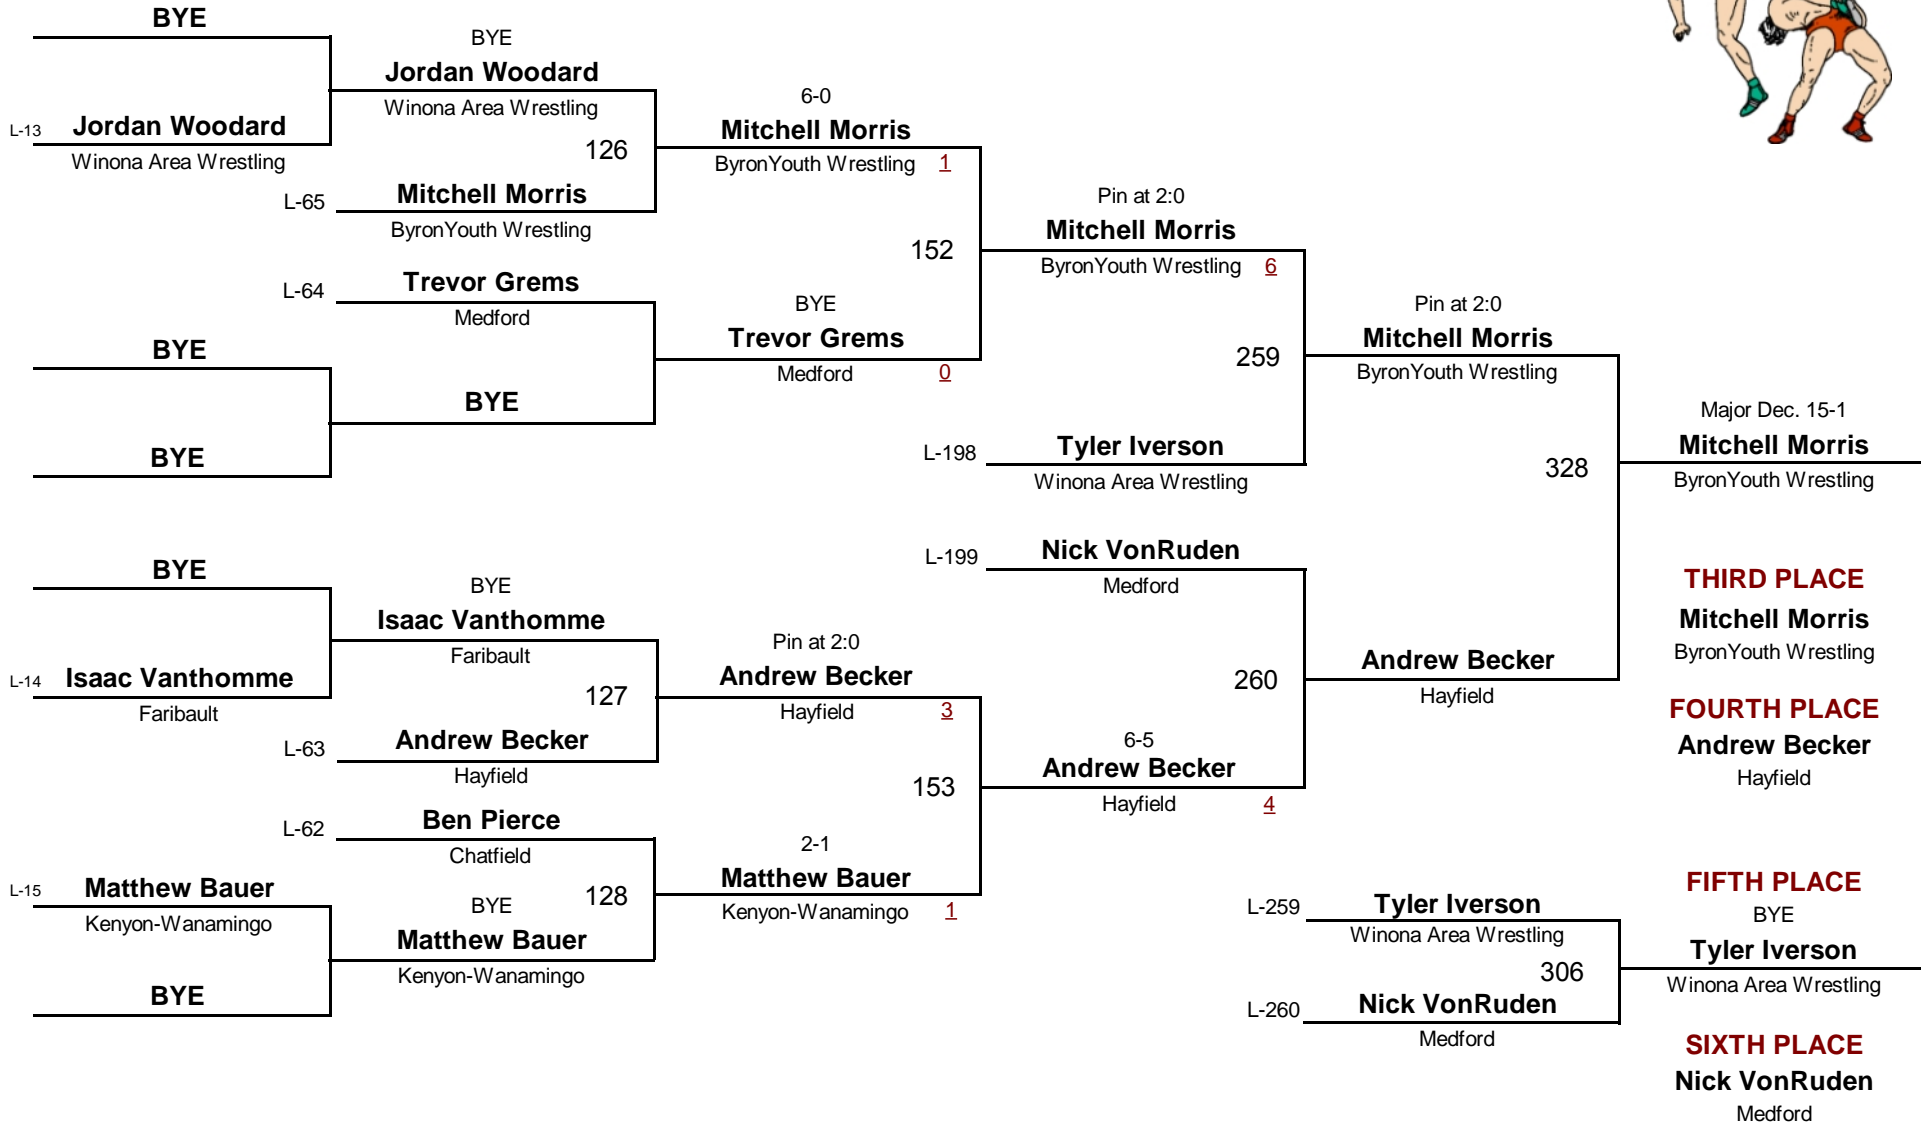 BYE
BYE
Jordan Woodard
Winona Area Wrestling
L-13
Jordan Woodard
Winona Area Wrestling
126
6-0
Mitchell Morris
ByronYouth Wrestling
1
L-65
Mitchell Morris
ByronYouth Wrestling
152
Pin at 2:0
Mitchell Morris
ByronYouth Wrestling
6
L-64
Trevor Grems
Medford
BYE
Trevor Grems
Medford
0
BYE
BYE
BYE
259
Pin at 2:0
Mitchell Morris
ByronYouth Wrestling
L-198
Tyler Iverson
Winona Area Wrestling
328
Major Dec. 15-1
Mitchell Morris
ByronYouth Wrestling
L-199
Nick VonRuden
Medford
BYE
BYE
Isaac Vanthomme
Faribault
L-14
Isaac Vanthomme
Faribault
127
Pin at 2:0
Andrew Becker
Hayfield
3
260
Andrew Becker
Hayfield
THIRD PLACE
Mitchell Morris
ByronYouth Wrestling
FOURTH PLACE
Andrew Becker
Hayfield
L-63
Andrew Becker
Hayfield
153
6-5
Andrew Becker
Hayfield
4
L-62
Ben Pierce
Chatfield
2-1
Matthew Bauer
Kenyon-Wanamingo
1
L-15
Matthew Bauer
Kenyon-Wanamingo
128
BYE
Matthew Bauer
Kenyon-Wanamingo
BYE
L-259
Tyler Iverson
Winona Area Wrestling
306
L-260
Nick VonRuden
Medford
FIFTH PLACE
BYE
Tyler Iverson
Winona Area Wrestling
SIXTH PLACE
Nick VonRuden
Medford